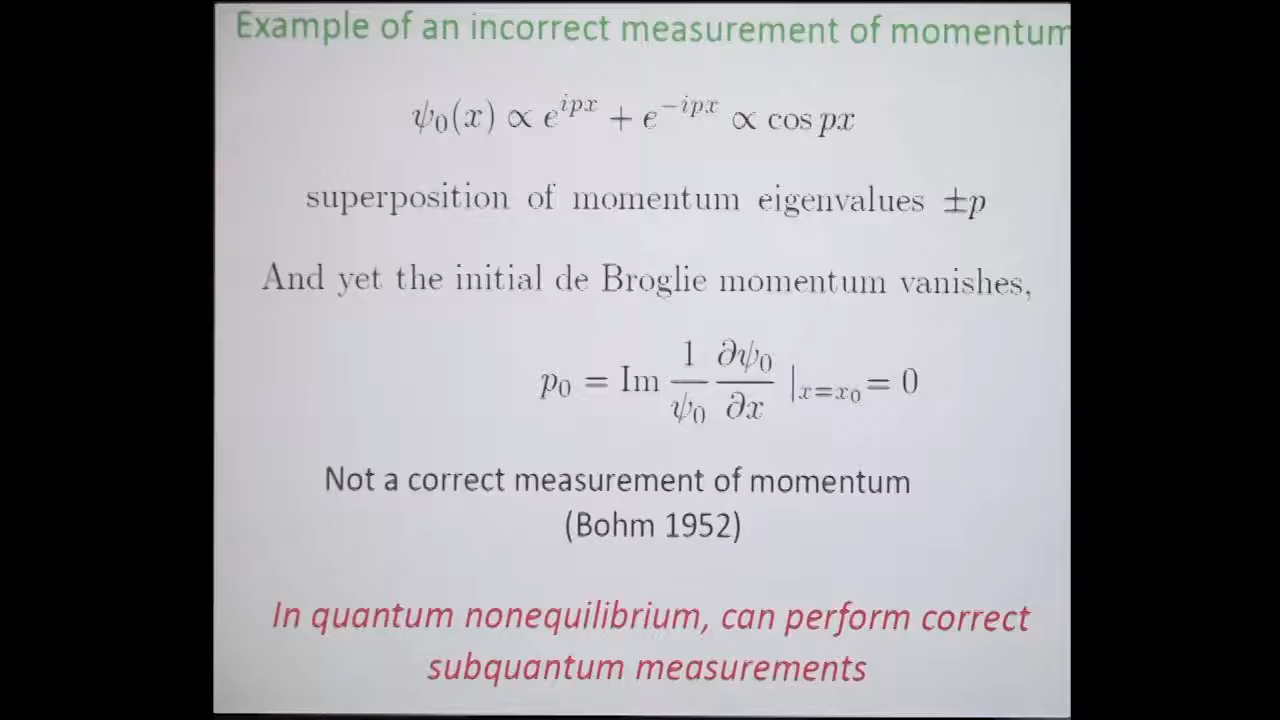 Example of an incorrect measurement of momentum
ψ₀(x) ∝ e^{ipx} + e^{−ipx} ∝ cos px
superposition of momentum eigenvalues ±p
And yet the initial de Broglie momentum vanishes,
p₀ = Im 1/ψ₀ ∂ψ₀/∂x |_{x=x₀} = 0
Not a correct measurement of momentum
(Bohm 1952)
In quantum nonequilibrium, can perform correct
subquantum measurements